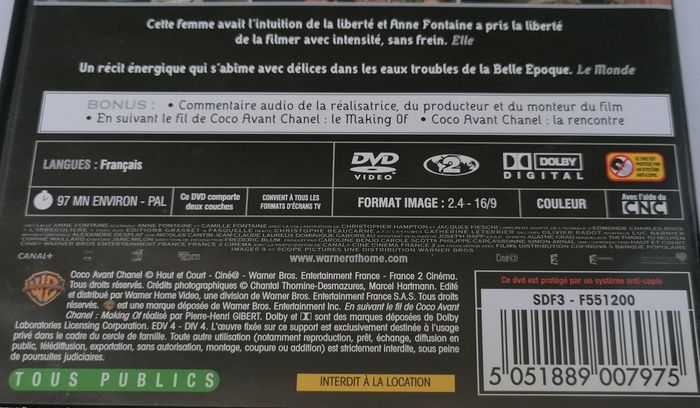 Cette femme avait l'intuition de la liberté et Anne Fontaine a pris la liberté
de la filmer avec intensité, sans frein. Elle
Un récit énergique qui s'abîme avec délices dans les eaux troubles de la Belle Epoque. Le Monde
BONUS : • Commentaire audio de la réalisatrice, du producteur et du monteur du film
• En suivant le fil de Coco Avant Chanel : le Making Of • Coco Avant Chanel : la rencontre
LANGUES : Français
DVD VIDEO
2
DOLBY DIGITAL
CE DVD EST PROTÉGÉ PAR UN SYSTÈME ANTI-COPIE
97 MN ENVIRON - PAL
Ce DVD comporte deux couches
CONVIENT À TOUS LES FORMATS D'ÉCRANS TV
FORMAT IMAGE : 2.4 - 16/9
COULEUR
Avec l'aide du CNC
CANAL+
www.warnerathome.com
CINÉ
Coco Avant Chanel © Haut et Court - Ciné@ - Warner Bros. Entertainment France - France 2 Cinéma.
Tous droits réservés. Crédits photographiques © Chantal Thomine-Desmazures, Marcel Hartmann. Edité
et distribué par Warner Home Video, une division de Warner Bros. Entertainment France S.A.S. Tous droits
réservés. est une marque déposée de Warner Bros. Entertainment Inc. En suivant le fil de Coco Avant
Chanel : Making Of réalisé par Pierre-Henri GIBERT. Dolby et sont des marques déposées de Dolby
Laboratories Licensing Corporation. EDV 4 - DIV 4. L'œuvre fixée sur ce support est exclusivement destinée à l'usage
privé dans le cadre du cercle de famille. Toute autre utilisation (notamment reproduction, prêt, échange, diffusion en
public, télédiffusion, exportation, sans autorisation, montage, coupure ou addition) est strictement interdite, sous peine
de poursuites judiciaires.
Ce dvd est protégé par un système anti-copie
SDF3 - F551200
5 051889 007975
TOUS PUBLICS
INTERDIT À LA LOCATION